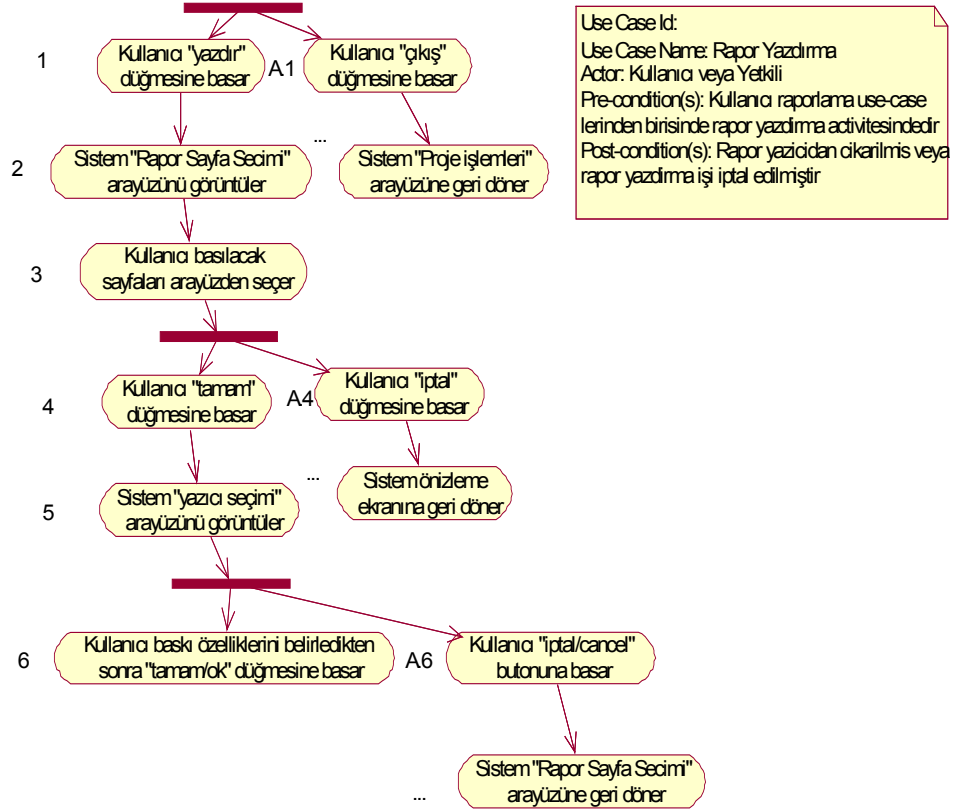 1
Kullanıcı "yazdır"
düğmesine basar
A1
Kullanıcı "çıkış"
düğmesine basar
2
Sistem "Rapor Sayfa Secimi"
arayüzünü görüntüler
...
Sistem "Proje işlemleri"
arayüzüne geri döner
3
Kullanıcı basılacak
sayfaları arayüzden seçer
4
Kullanıcı "tamam"
düğmesine basar
A4
Kullanıcı "iptal"
düğmesine basar
5
Sistem "yazıcı seçimi"
arayüzünü görüntüler
...
Sistem önizleme
ekranına geri döner
6
Kullanıcı baskı özelliklerini belirledikten
sonra "tamam/ok" düğmesine basar
A6
Kullanıcı "iptal/cancel"
butonuna basar
...
Sistem "Rapor Sayfa Secimi"
arayüzüne geri döner
Use Case Id:
Use Case Name: Rapor Yazdırma
Actor: Kullanıcı veya Yetkili
Pre-condition(s): Kullanıcı raporlama use-case
lerinden birisinde rapor yazdırma activitesindedir
Post-condition(s): Rapor yazicidan cikarilmis veya
rapor yazdırma işi iptal edilmiştir